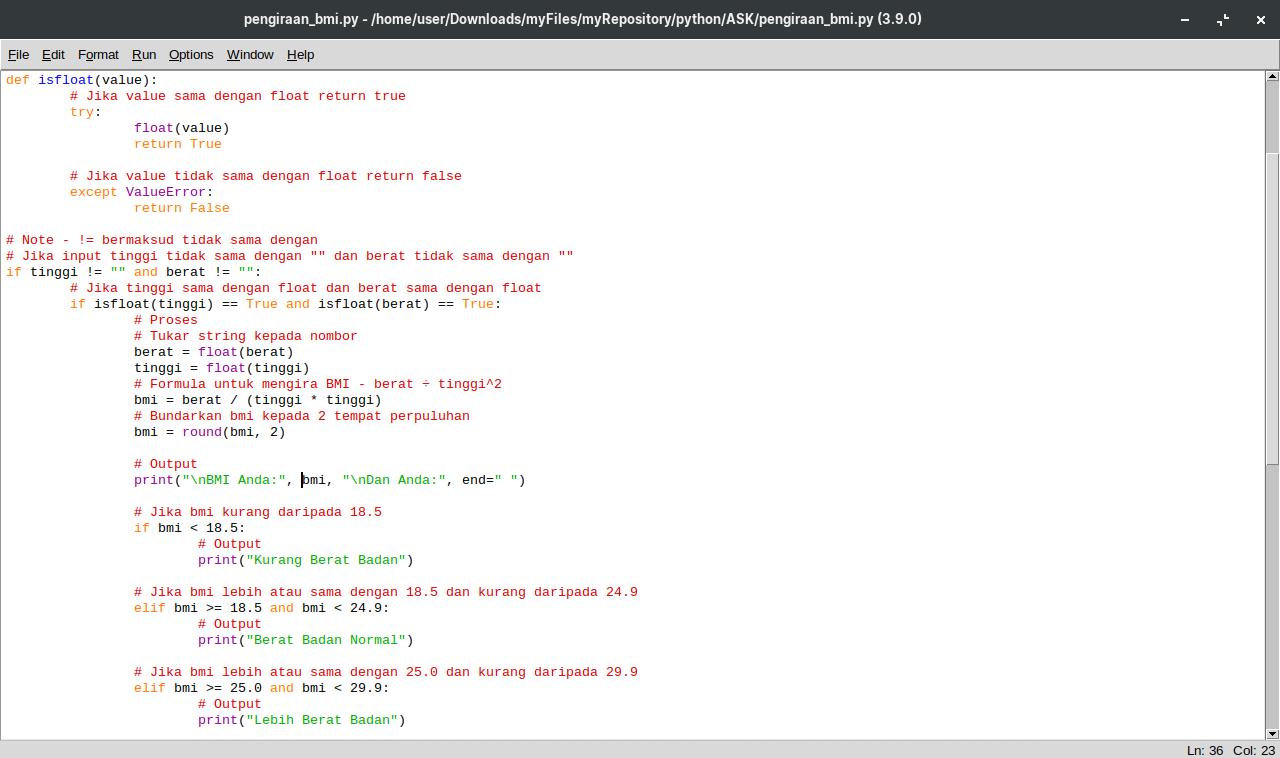 pengiraan_bmi.py - /home/user/Downloads/myFiles/myRepository/python/ASK/pengiraan_bmi.py (3.9.0)
File Edit Format Run Options Window Help
def isfloat(value):
        # Jika value sama dengan float return true
        try:
                float(value)
                return True

        # Jika value tidak sama dengan float return false
        except ValueError:
                return False

# Note - != bermaksud tidak sama dengan
# Jika input tinggi tidak sama dengan "" dan berat tidak sama dengan ""
if tinggi != "" and berat != "":
        # Jika tinggi sama dengan float dan berat sama dengan float
        if isfloat(tinggi) == True and isfloat(berat) == True:
                # Proses
                # Tukar string kepada nombor
                berat = float(berat)
                tinggi = float(tinggi)
                # Formula untuk mengira BMI - berat ÷ tinggi^2
                bmi = berat / (tinggi * tinggi)
                # Bundarkan bmi kepada 2 tempat perpuluhan
                bmi = round(bmi, 2)

                # Output
                print("\nBMI Anda:", bmi, "\nDan Anda:", end=" ")

                # Jika bmi kurang daripada 18.5
                if bmi < 18.5:
                        # Output
                        print("Kurang Berat Badan")

                # Jika bmi lebih atau sama dengan 18.5 dan kurang daripada 24.9
                elif bmi >= 18.5 and bmi < 24.9:
                        # Output
                        print("Berat Badan Normal")

                # Jika bmi lebih atau sama dengan 25.0 dan kurang daripada 29.9
                elif bmi >= 25.0 and bmi < 29.9:
                        # Output
                        print("Lebih Berat Badan")
Ln: 36 Col: 23